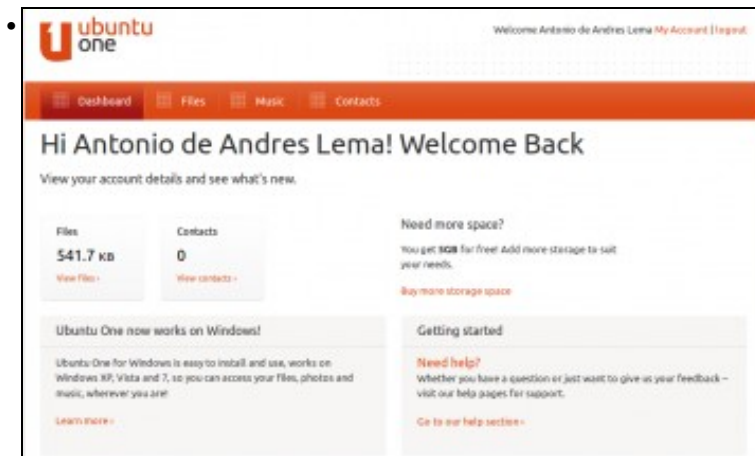 ubuntu
one
Welcome Antonio de Andres Lema My Account | logout
Dashboard Files Music Contacts
Hi Antonio de Andres Lema! Welcome Back
View your account details and see what's new.
Files Contacts Need more space?
541.7 KB 0 You get 5GB for free! Add more storage to suit
your needs.
View files › View contacts › Buy more storage space
Ubuntu One now works on Windows!
Ubuntu One for Windows is easy to install and use, works on
Windows XP, Vista and 7, so you can access your files, photos and
music, wherever you are!
Learn more ›
Getting started
Need help?
Whether you have a question or just want to give us your feedback –
visit our help pages for support.
Go to our help section ›